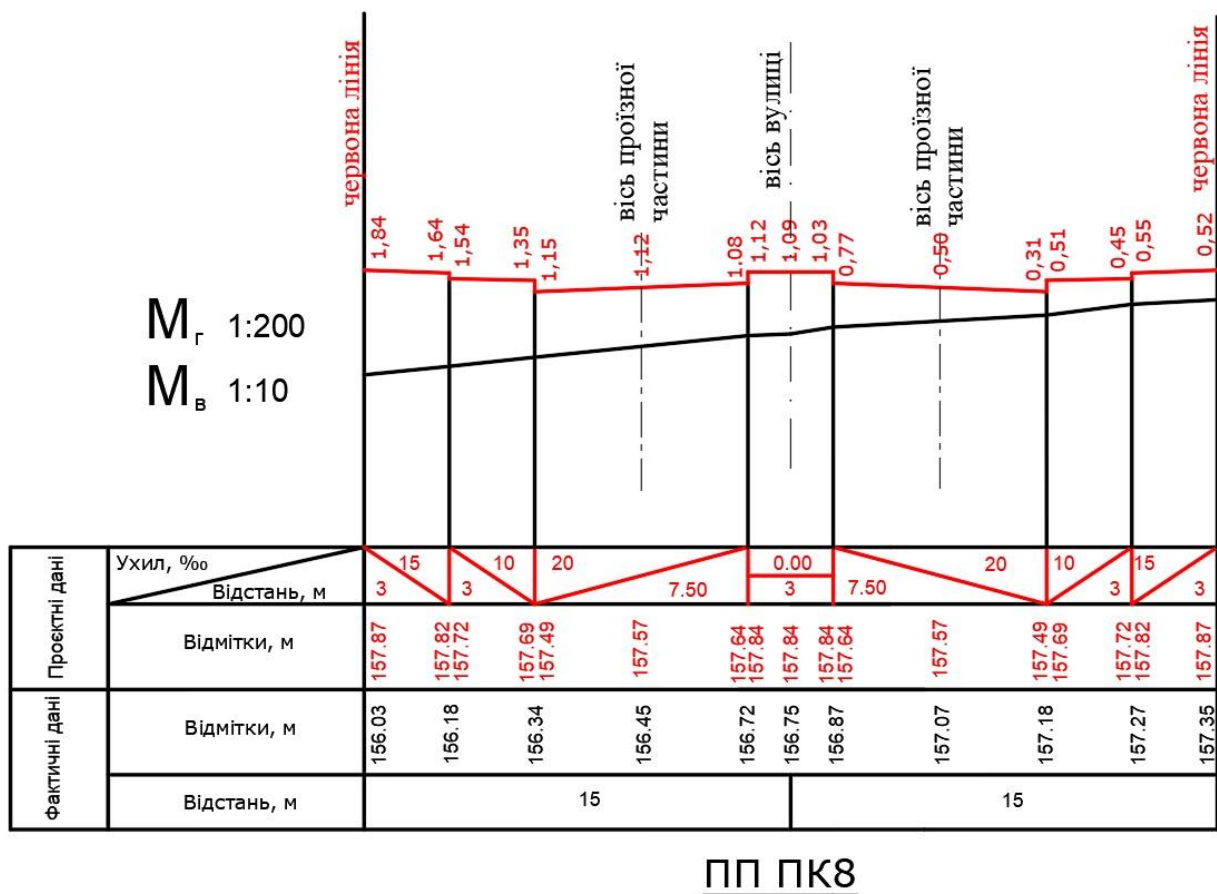 червона лінія
вісь проїзної
частини
вісь вулиці
вісь проїзної
частини
червона лінія
1,84
1,64
1,54
1,35
1,15
1,12
1.08
1,12
1,09
1,03
0,77
0,50
0,31
0,51
0,45
0,55
0,52
Мг 1:200
Мв 1:10
Проєктні дані
Ухил, ‰
15 10 20 0.00 20 10 15
Відстань, м
3 3 7.50 3 7.50 3 3
Відмітки, м
157.87 157.82 157.72 157.69 157.49 157.57 157.64 157.84 157.84 157.84 157.64 157.57 157.49 157.69 157.72 157.82 157.87
Фактичні дані
Відмітки, м
156.03 156.18 156.34 156.45 156.72 156.75 156.87 157.07 157.18 157.27 157.35
Відстань, м
15 15
ПП ПК8